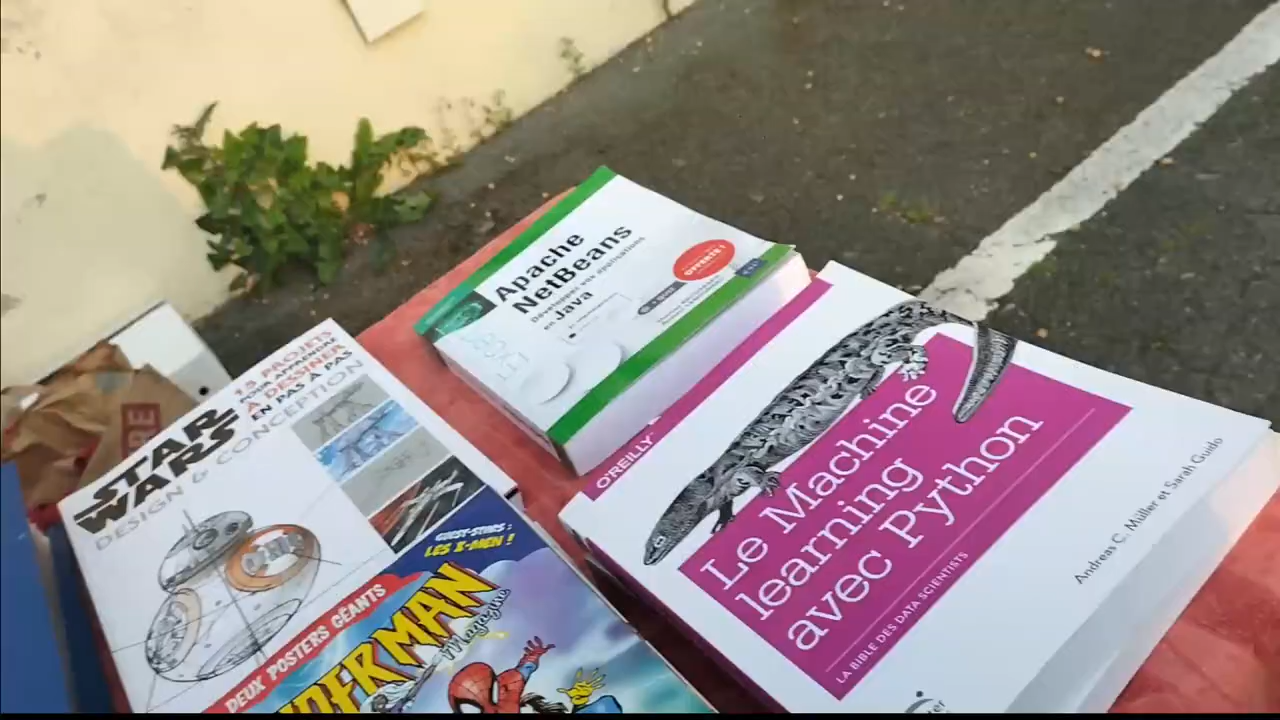 Apache
NetBeans
Développez vos applications
en Java
OFFERTE !
O'REILLY
Le Machine
learning
avec Python
LA BIBLE DES DATA SCIENTISTS
Andreas C. Müller et Sarah Guido
15 PROJETS
POUR APPRENDRE
À DESSINER
EN PAS À PAS
STAR
WARS
DESIGN & CONCEPTION
GUEST-STARS :
LES X-MEN !
DEUX POSTERS GÉANTS
IDERMAN
Magazine